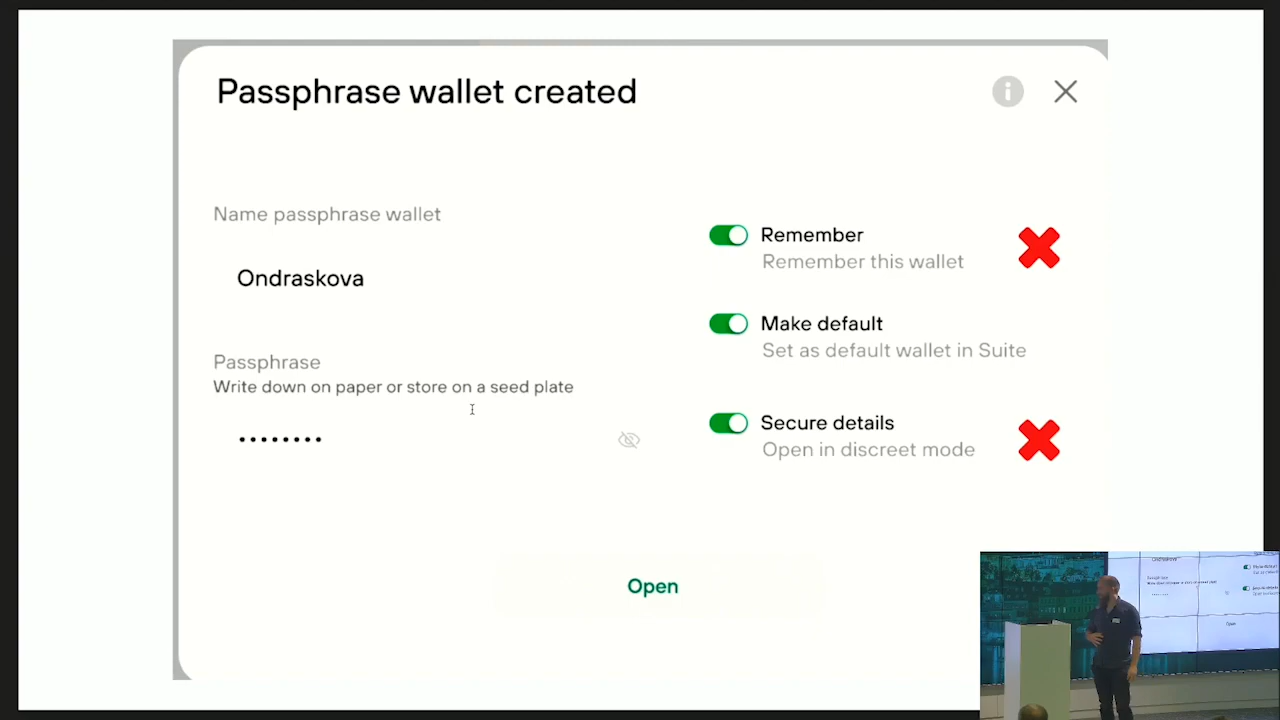 Passphrase wallet created
Name passphrase wallet
Ondraskova
Passphrase
Write down on paper or store on a seed plate
Remember
Remember this wallet
Make default
Set as default wallet in Suite
Secure details
Open in discreet mode
Open